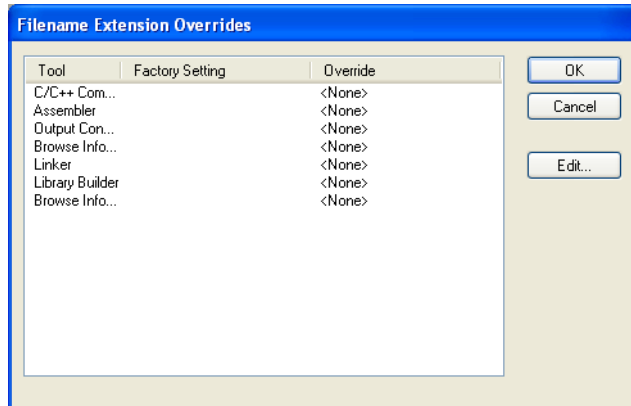 Filename Extension Overrides
Tool Factory Setting Override
C/C++ Com... <None>
Assembler <None>
Output Con... <None>
Browse Info... <None>
Linker <None>
Library Builder <None>
Browse Info... <None>
OK
Cancel
Edit...